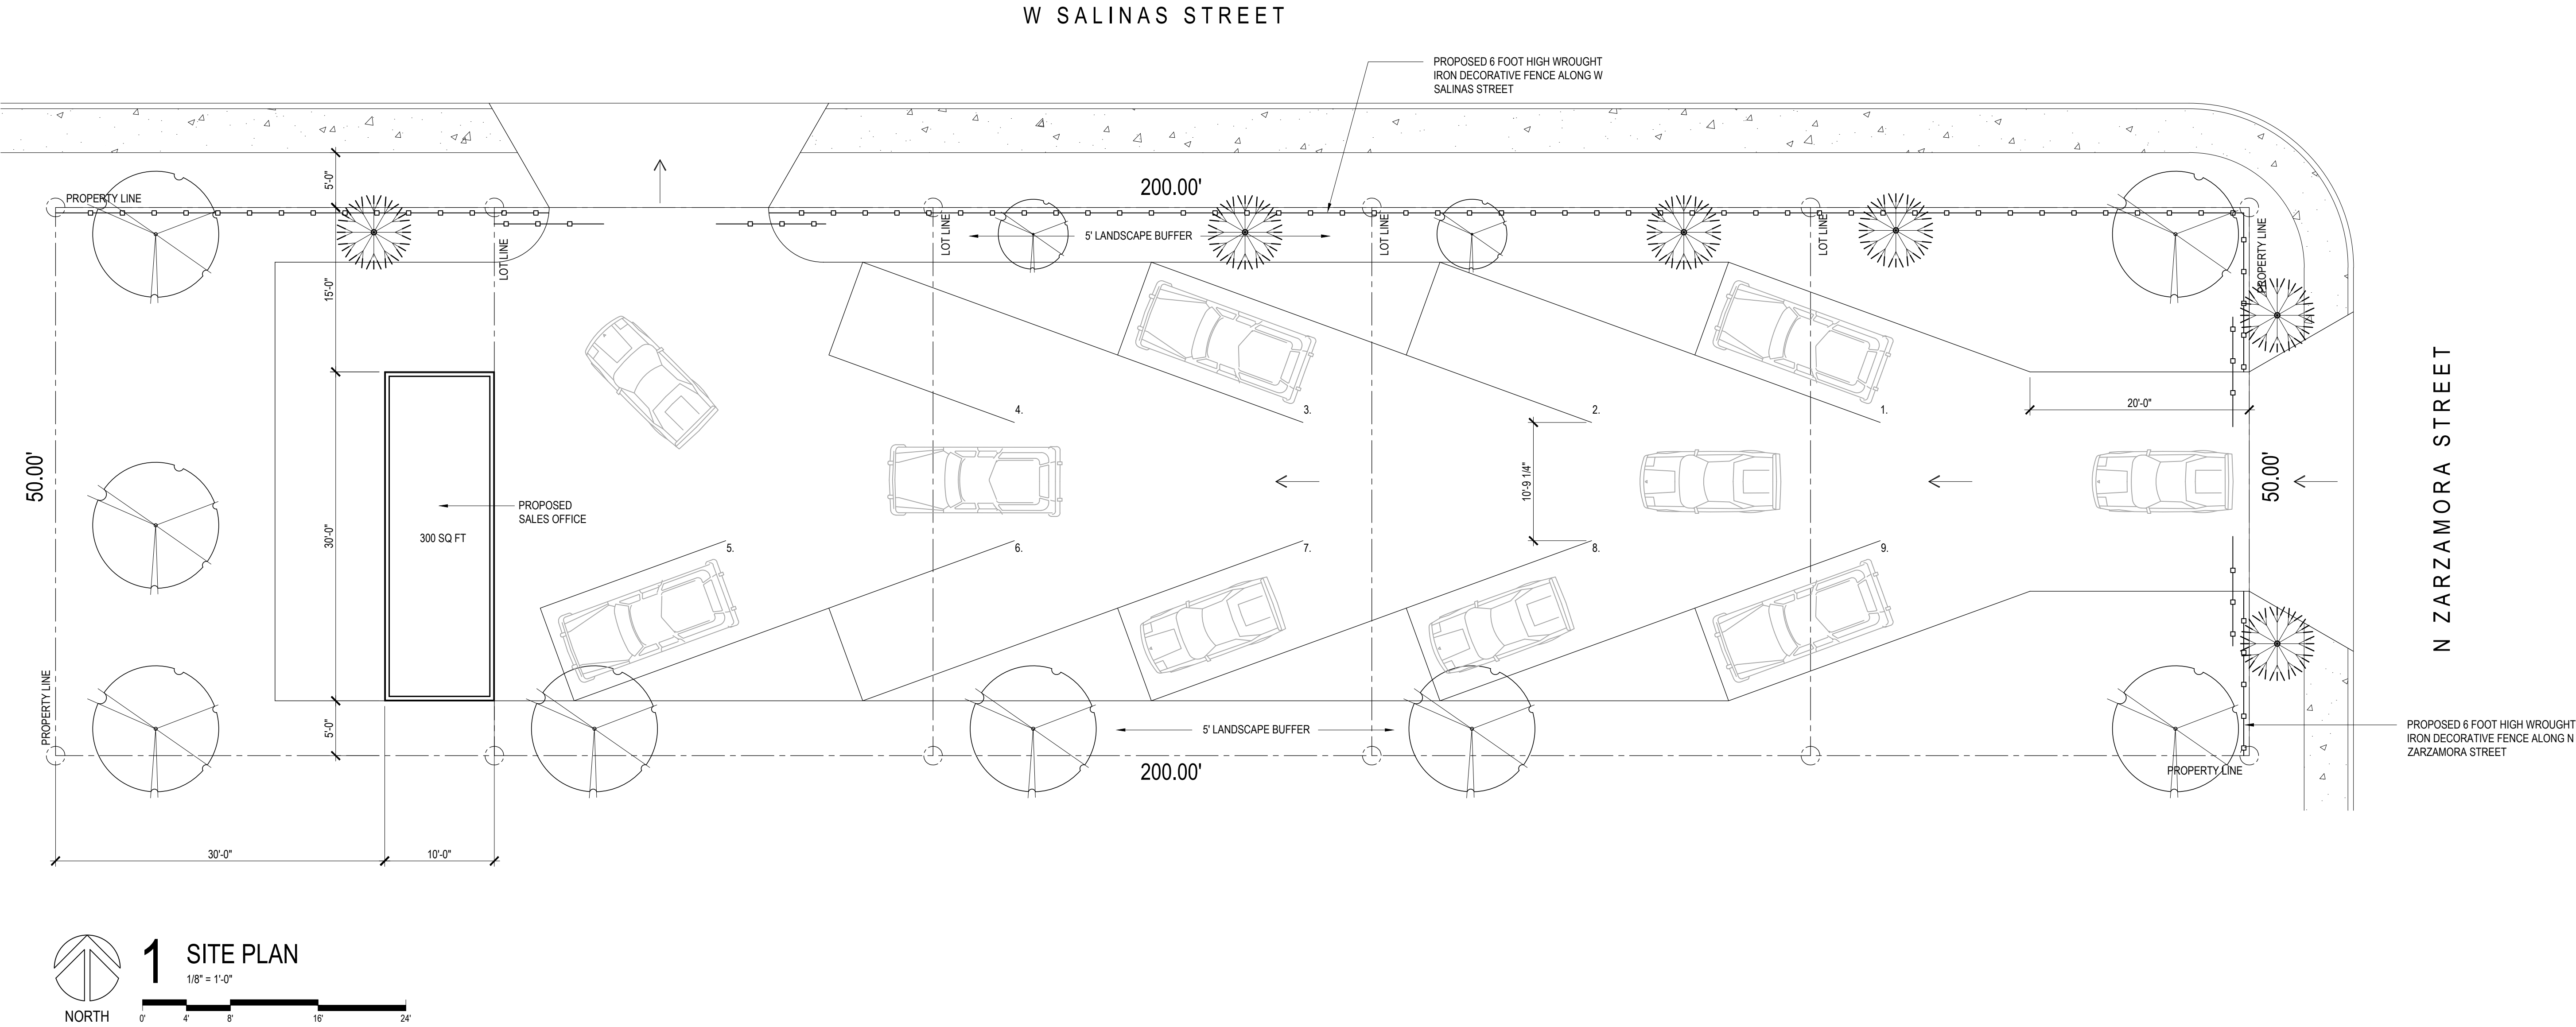 W SALINAS STREET
PROPOSED 6 FOOT HIGH WROUGHT
IRON DECORATIVE FENCE ALONG W
SALINAS STREET
5'-0"
200.00'
PROPERTY LINE
LOT LINE
LOT LINE
5' LANDSCAPE BUFFER
LOT LINE
LOT LINE
PROPERTY LINE
15'-0"
N ZARZAMORA STREET
20'-0"
4.
3.
2.
1.
50.00'
10'-9 1/4"
50.00'
PROPOSED
SALES OFFICE
300 SQ FT
30'-0"
5.
6.
7.
8.
9.
PROPERTY LINE
5'-0"
5' LANDSCAPE BUFFER
PROPOSED 6 FOOT HIGH WROUGHT
IRON DECORATIVE FENCE ALONG N
ZARZAMORA STREET
200.00'
PROPERTY LINE
30'-0"
10'-0"
1
SITE PLAN
1/8" = 1'-0"
NORTH
0'
4'
8'
16'
24'